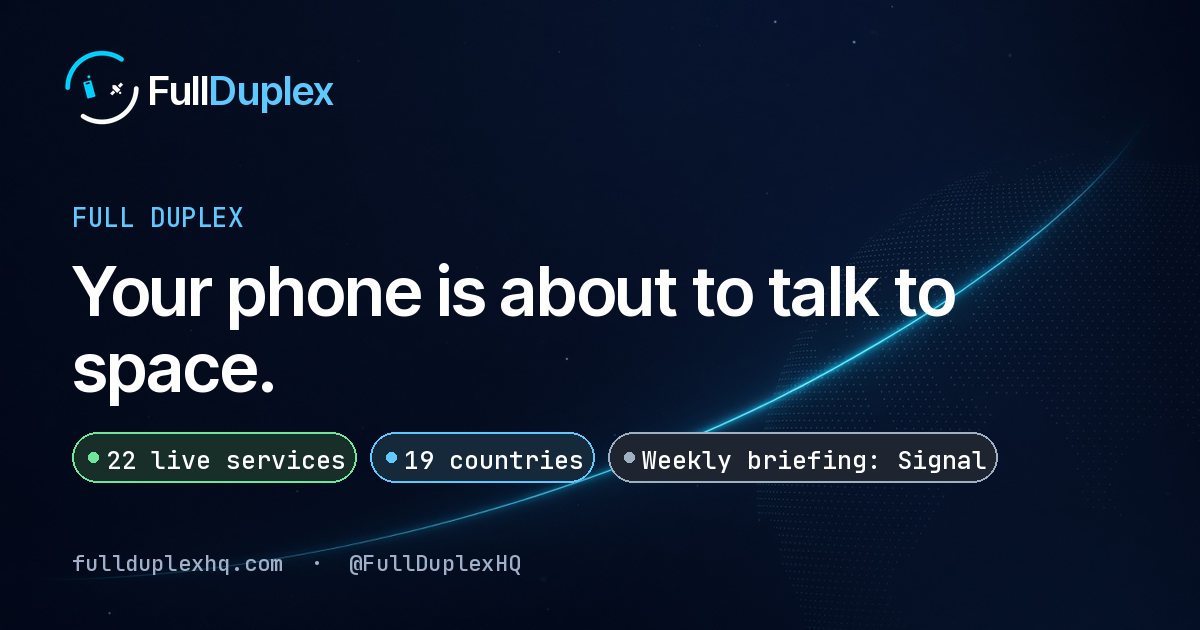 FullDuplex
FULL DUPLEX
Your phone is about to talk to
space.
22 live services
19 countries
Weekly briefing: Signal
fullduplexhq.com · @FullDuplexHQ